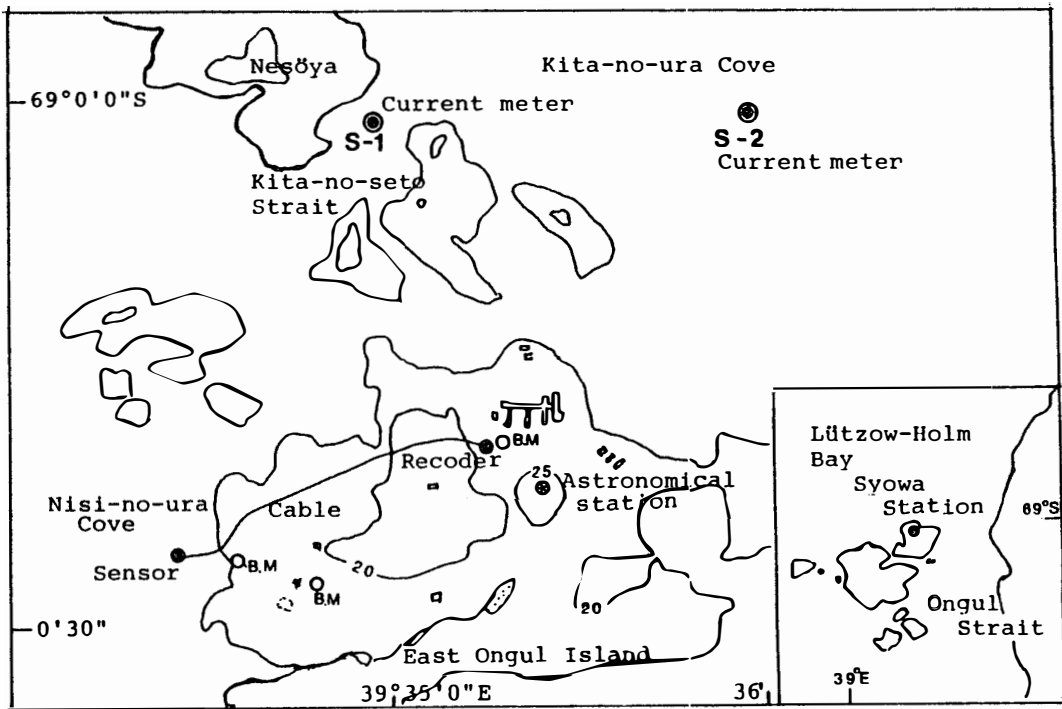 Nesöya
Kita-no-ura Cove
69°0'0"S
Current meter
S-1
S-2
Current meter
Kita-no-seto
Strait
B.M
Recoder
25
Astronomical
station
Nisi-no-ura
Cove
Cable
Sensor
B.M
20
B.M
20
0'30"
East Ongul Island
39°35'0"E
36'
Lützow-Holm
Bay
Syowa
Station
69°S
Ongul
Strait
39°E